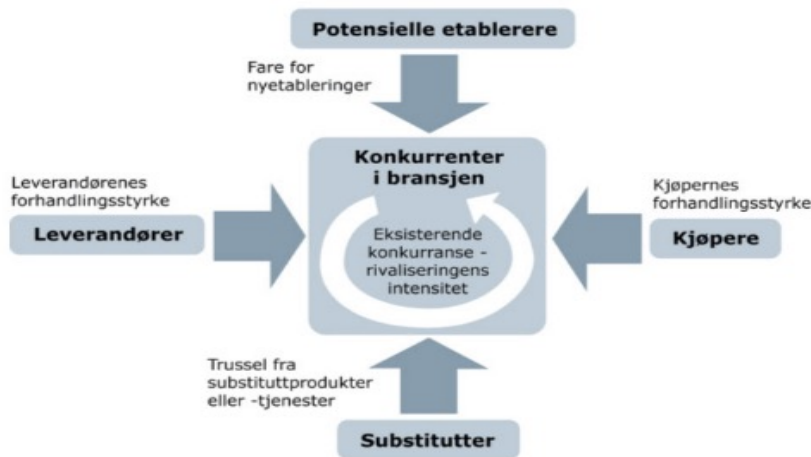 Potensielle etablerere
Fare for
nyetableringer
Konkurrenter
i bransjen
Leverandørenes
forhandlingsstyrke
Leverandører
Eksisterende
konkurranse -
rivaliseringens
intensitet
Kjøpernes
forhandlingsstyrke
Kjøpere
Trussel fra
substituttprodukter
eller -tjenester
Substitutter